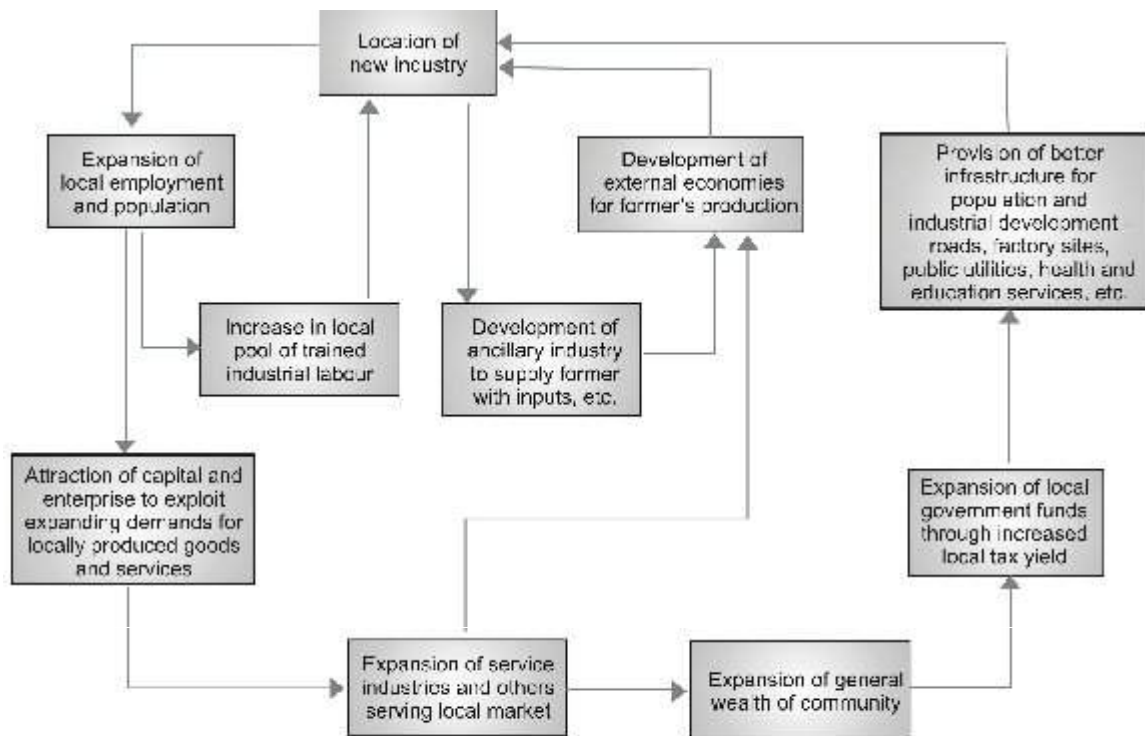 Location of
new industry
Expansion of
local employment
and population
Development of
external economies
for former's production
Provision of better
infrastructure for
population and
industrial development
roads, factory sites,
public utilities, health and
education services, etc.
Increase in local
pool of trained
industrial labour
Development of
ancillary industry
to supply former
with inputs, etc.
Attraction of capital and
enterprise to exploit
expanding demands for
locally produced goods
and services
Expansion of local
government funds
through increased
local tax yield
Expansion of service
industries and others
serving local market
Expansion of general
wealth of community